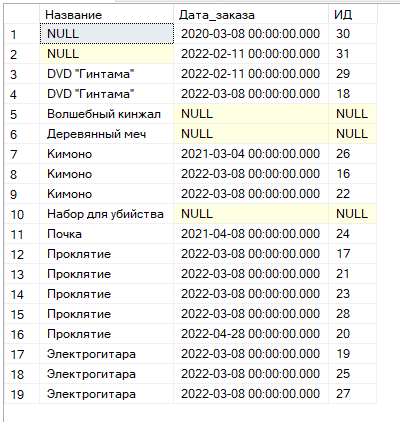 Название Дата_заказа ИД
1 NULL 2020-03-08 00:00:00.000 30
2 NULL 2022-02-11 00:00:00.000 31
3 DVD "Гинтама" 2022-02-11 00:00:00.000 29
4 DVD "Гинтама" 2022-03-08 00:00:00.000 18
5 Волшебный кинжал NULL NULL
6 Деревянный меч NULL NULL
7 Кимоно 2021-03-04 00:00:00.000 26
8 Кимоно 2022-03-08 00:00:00.000 16
9 Кимоно 2022-03-08 00:00:00.000 22
10 Набор для убийства NULL NULL
11 Почка 2021-04-08 00:00:00.000 24
12 Проклятие 2022-03-08 00:00:00.000 17
13 Проклятие 2022-03-08 00:00:00.000 21
14 Проклятие 2022-03-08 00:00:00.000 23
15 Проклятие 2022-03-08 00:00:00.000 28
16 Проклятие 2022-04-28 00:00:00.000 20
17 Электрогитара 2022-03-08 00:00:00.000 19
18 Электрогитара 2022-03-08 00:00:00.000 25
19 Электрогитара 2022-03-08 00:00:00.000 27